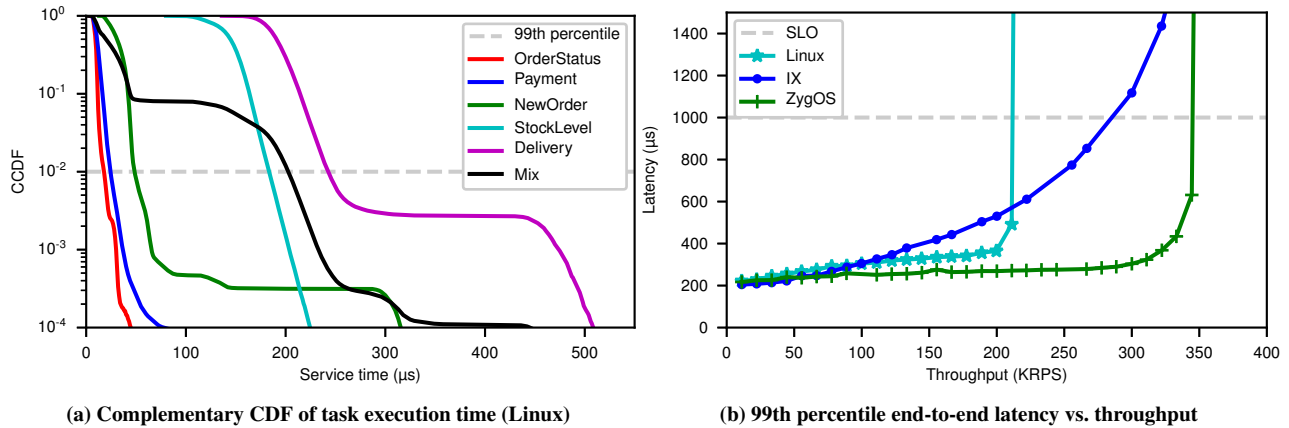 10⁰
10⁻¹
10⁻²
10⁻³
10⁻⁴
CCDF
0
100
200
300
400
500
Service time (µs)
99th percentile
OrderStatus
Payment
NewOrder
StockLevel
Delivery
Mix
(a) Complementary CDF of task execution time (Linux)
1400
1200
1000
800
600
400
200
0
Latency (µs)
0
50
100
150
200
250
300
350
400
Throughput (KRPS)
SLO
Linux
IX
ZygOS
(b) 99th percentile end-to-end latency vs. throughput